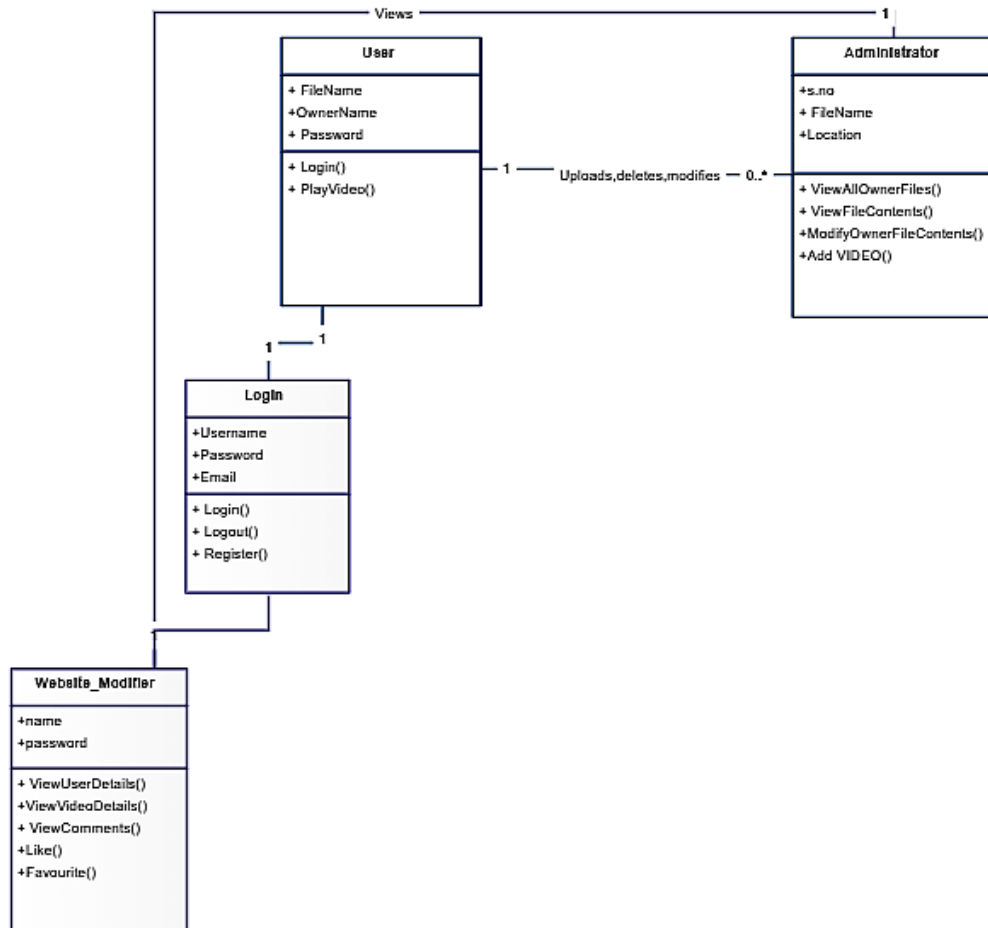 Views
1
User
+ FileName
+OwnerName
+ Password
+ Login()
+ PlayVideo()
1
Uploads,deletes,modifies
0..*
Administrator
+s.no
+ FileName
+Location
+ ViewAllOwnerFiles()
+ ViewFileContents()
+ModifyOwnerFileContents()
+Add VIDEO()
1
1
Login
+Username
+Password
+Email
+ Login()
+ Logout()
+ Register()
Website_Modifier
+name
+password
+ ViewUserDetails()
+ViewVideoDetails()
+ ViewComments()
+Like()
+Favourite()